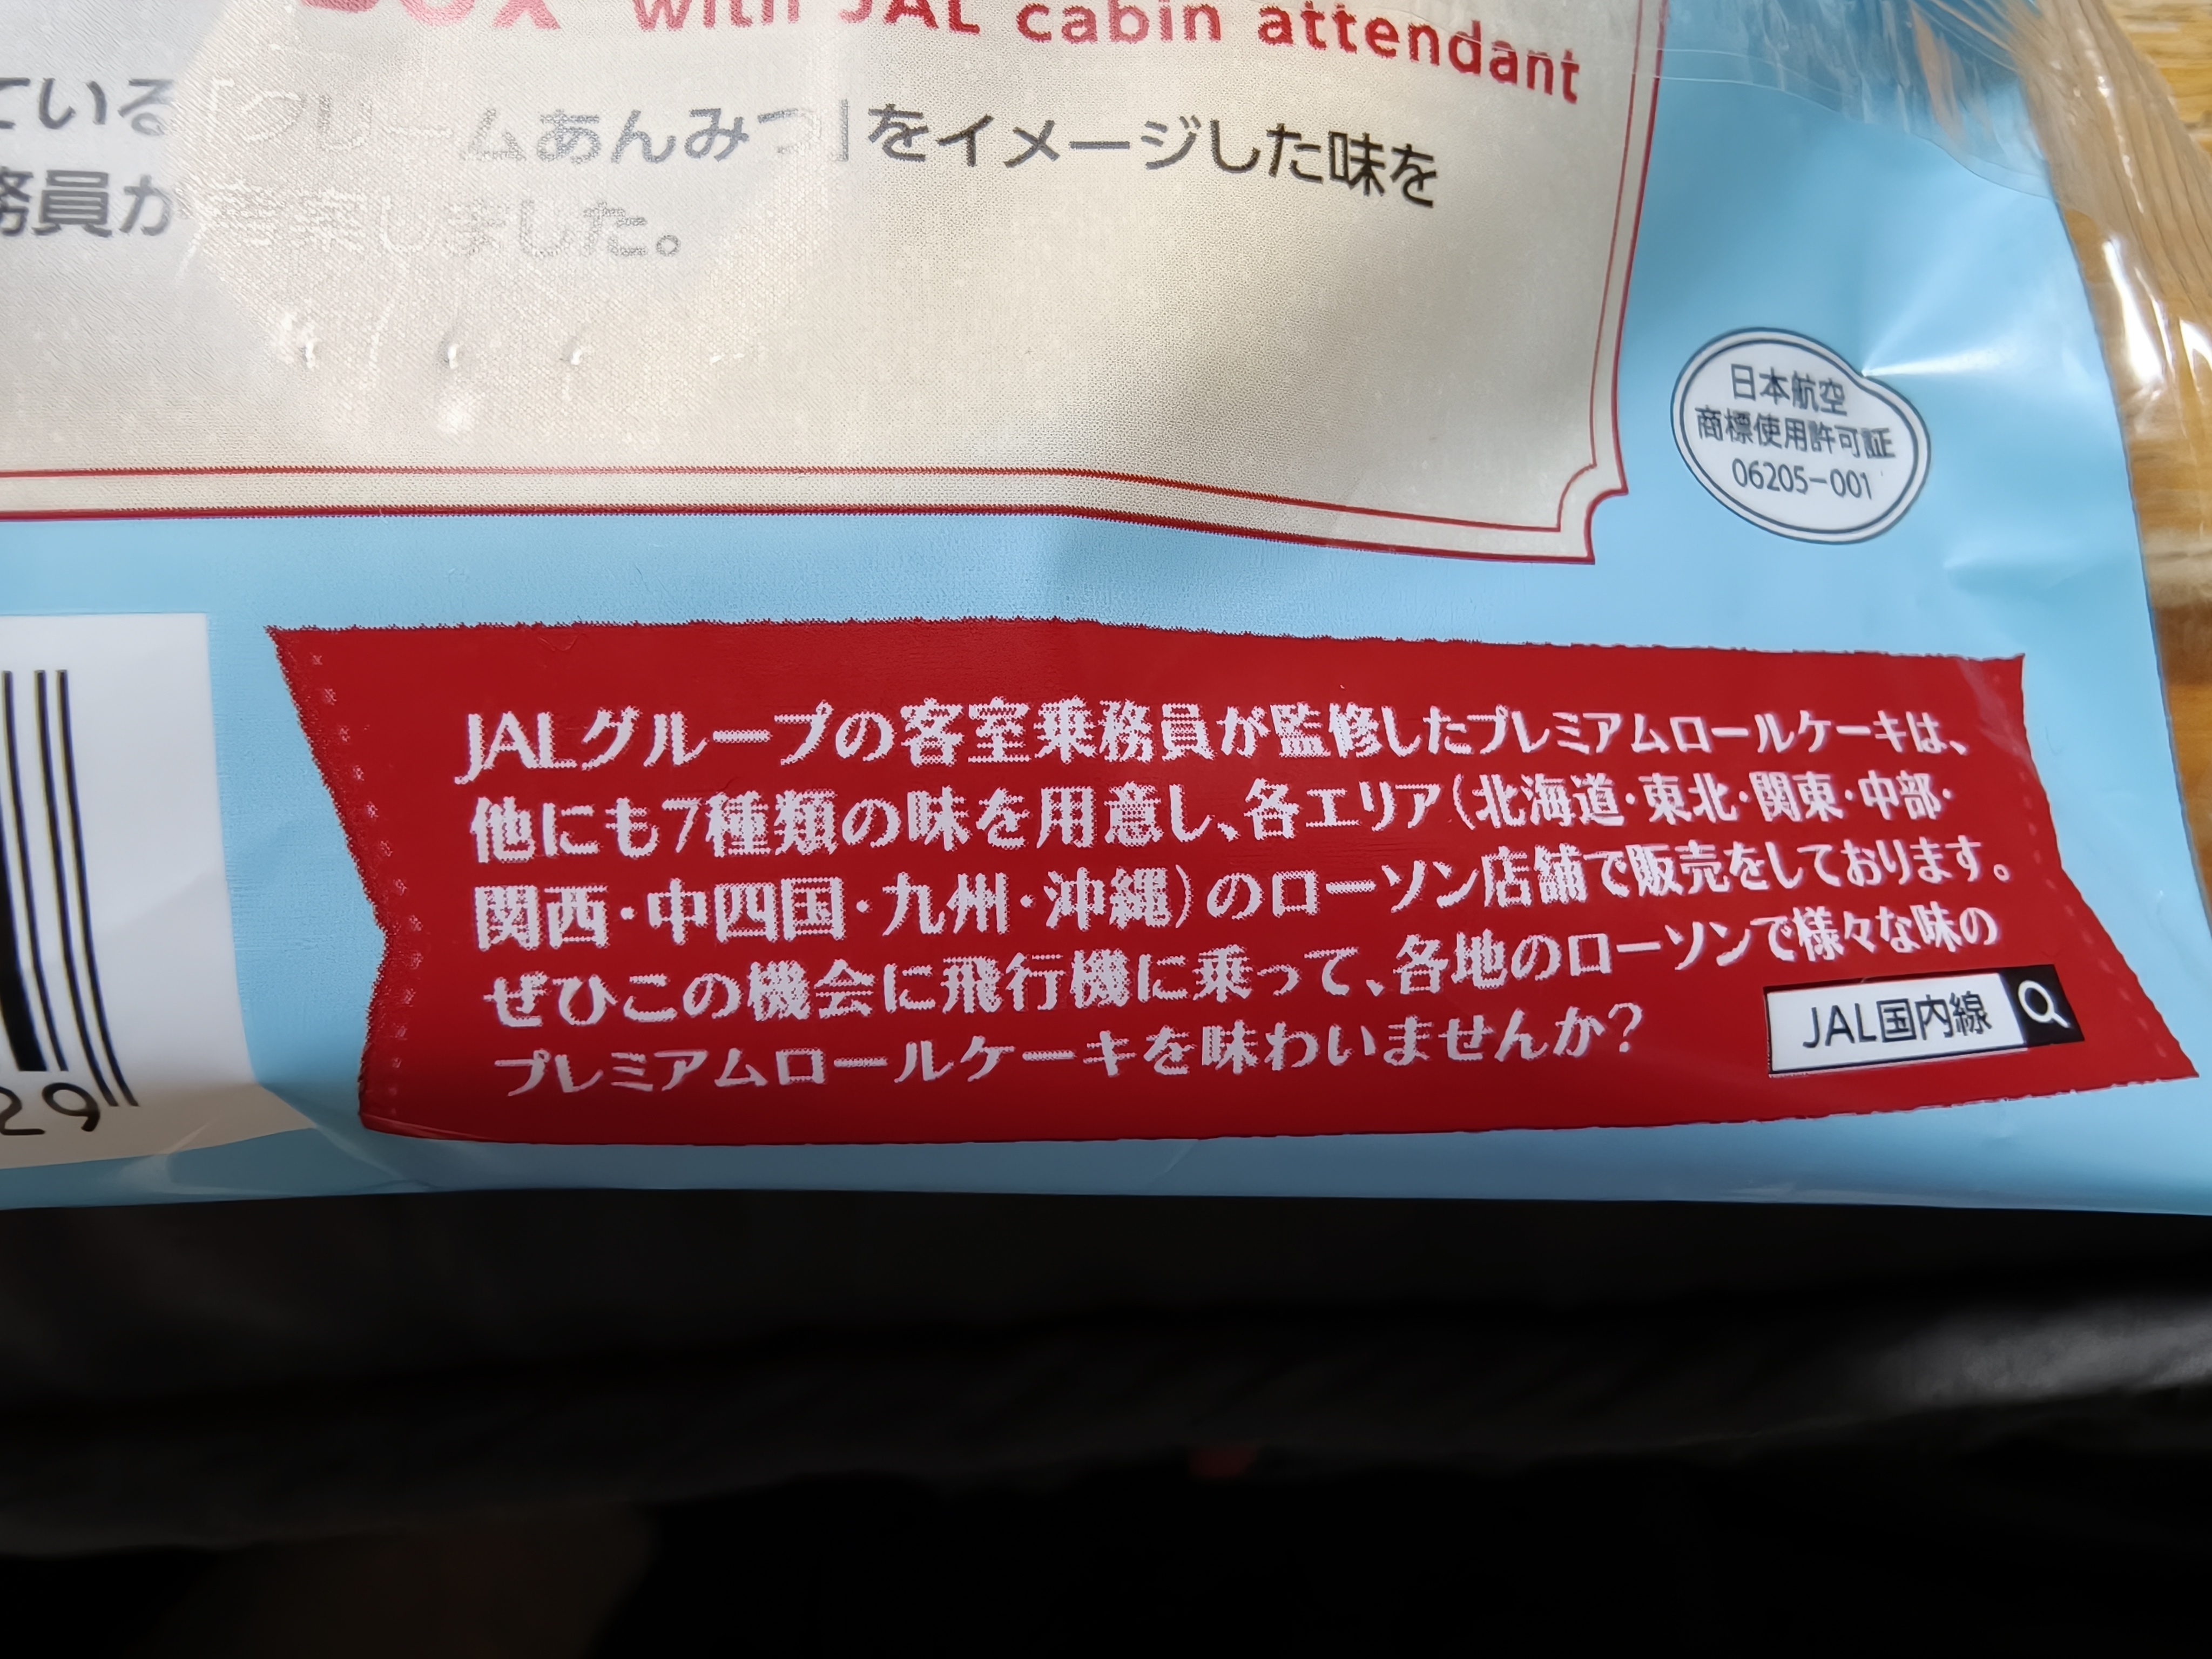 with JAL cabin attendant
ている「クリームあんみつ」をイメージした味を
務員が考案しました。
日本航空
商標使用許可証
06205-001
JALグループの客室乗務員が監修したプレミアムロールケーキは、
他にも7種類の味を用意し、各エリア(北海道・東北・関東・中部・
関西・中四国・九州・沖縄)のローソン店舗で販売をしております。
ぜひこの機会に飛行機に乗って、各地のローソンで様々な味の
プレミアムロールケーキを味わいませんか?
JAL国内線
29